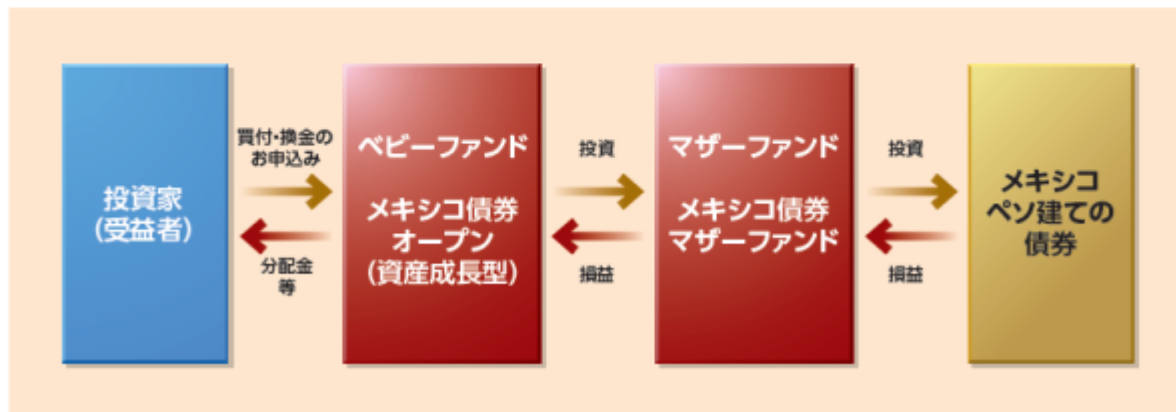 投資家
(受益者)
買付・換金の
お申込み
分配金
等
ベビーファンド
メキシコ債券
オープン
(資産成長型)
投資
損益
マザーファンド
メキシコ債券
マザーファンド
投資
損益
メキシコ
ペソ建ての
債券